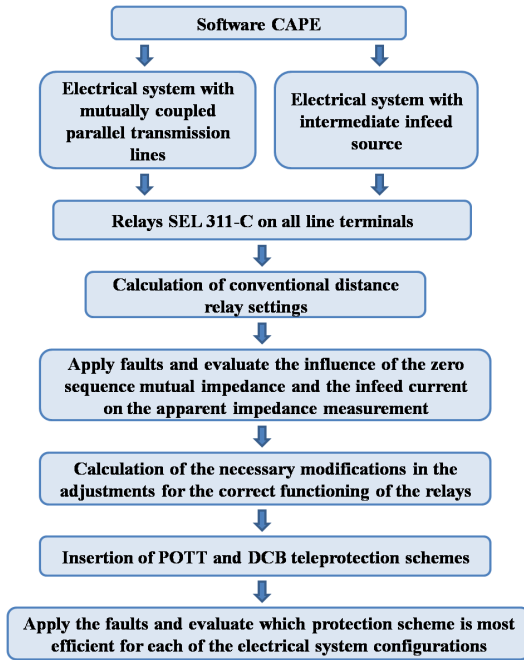 Software CAPE
Electrical system with
mutually coupled
parallel transmission
lines
Electrical system with
intermediate infeed
source
Relays SEL 311-C on all line terminals
Calculation of conventional distance
relay settings
Apply faults and evaluate the influence of the zero
sequence mutual impedance and the infeed current
on the apparent impedance measurement
Calculation of the necessary modifications in the
adjustments for the correct functioning of the relays
Insertion of POTT and DCB teleprotection schemes
Apply the faults and evaluate which protection scheme is most
efficient for each of the electrical system configurations